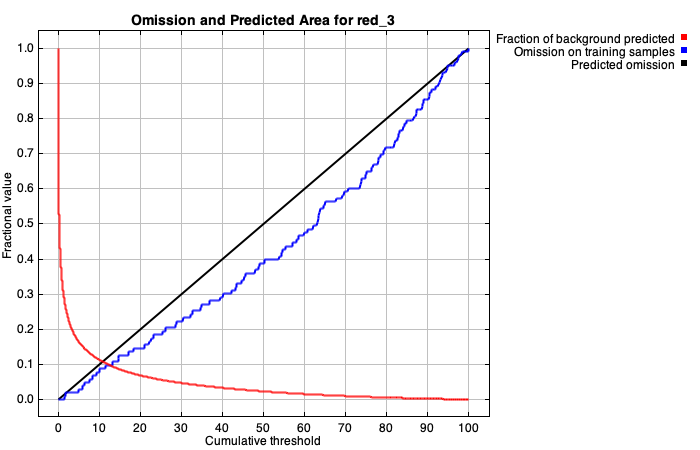 Omission and Predicted Area for red_3
Fraction of background predicted
Omission on training samples
Predicted omission
Fractional value
1.0
0.9
0.8
0.7
0.6
0.5
0.4
0.3
0.2
0.1
0.0
0 10 20 30 40 50 60 70 80 90 100
Cumulative threshold